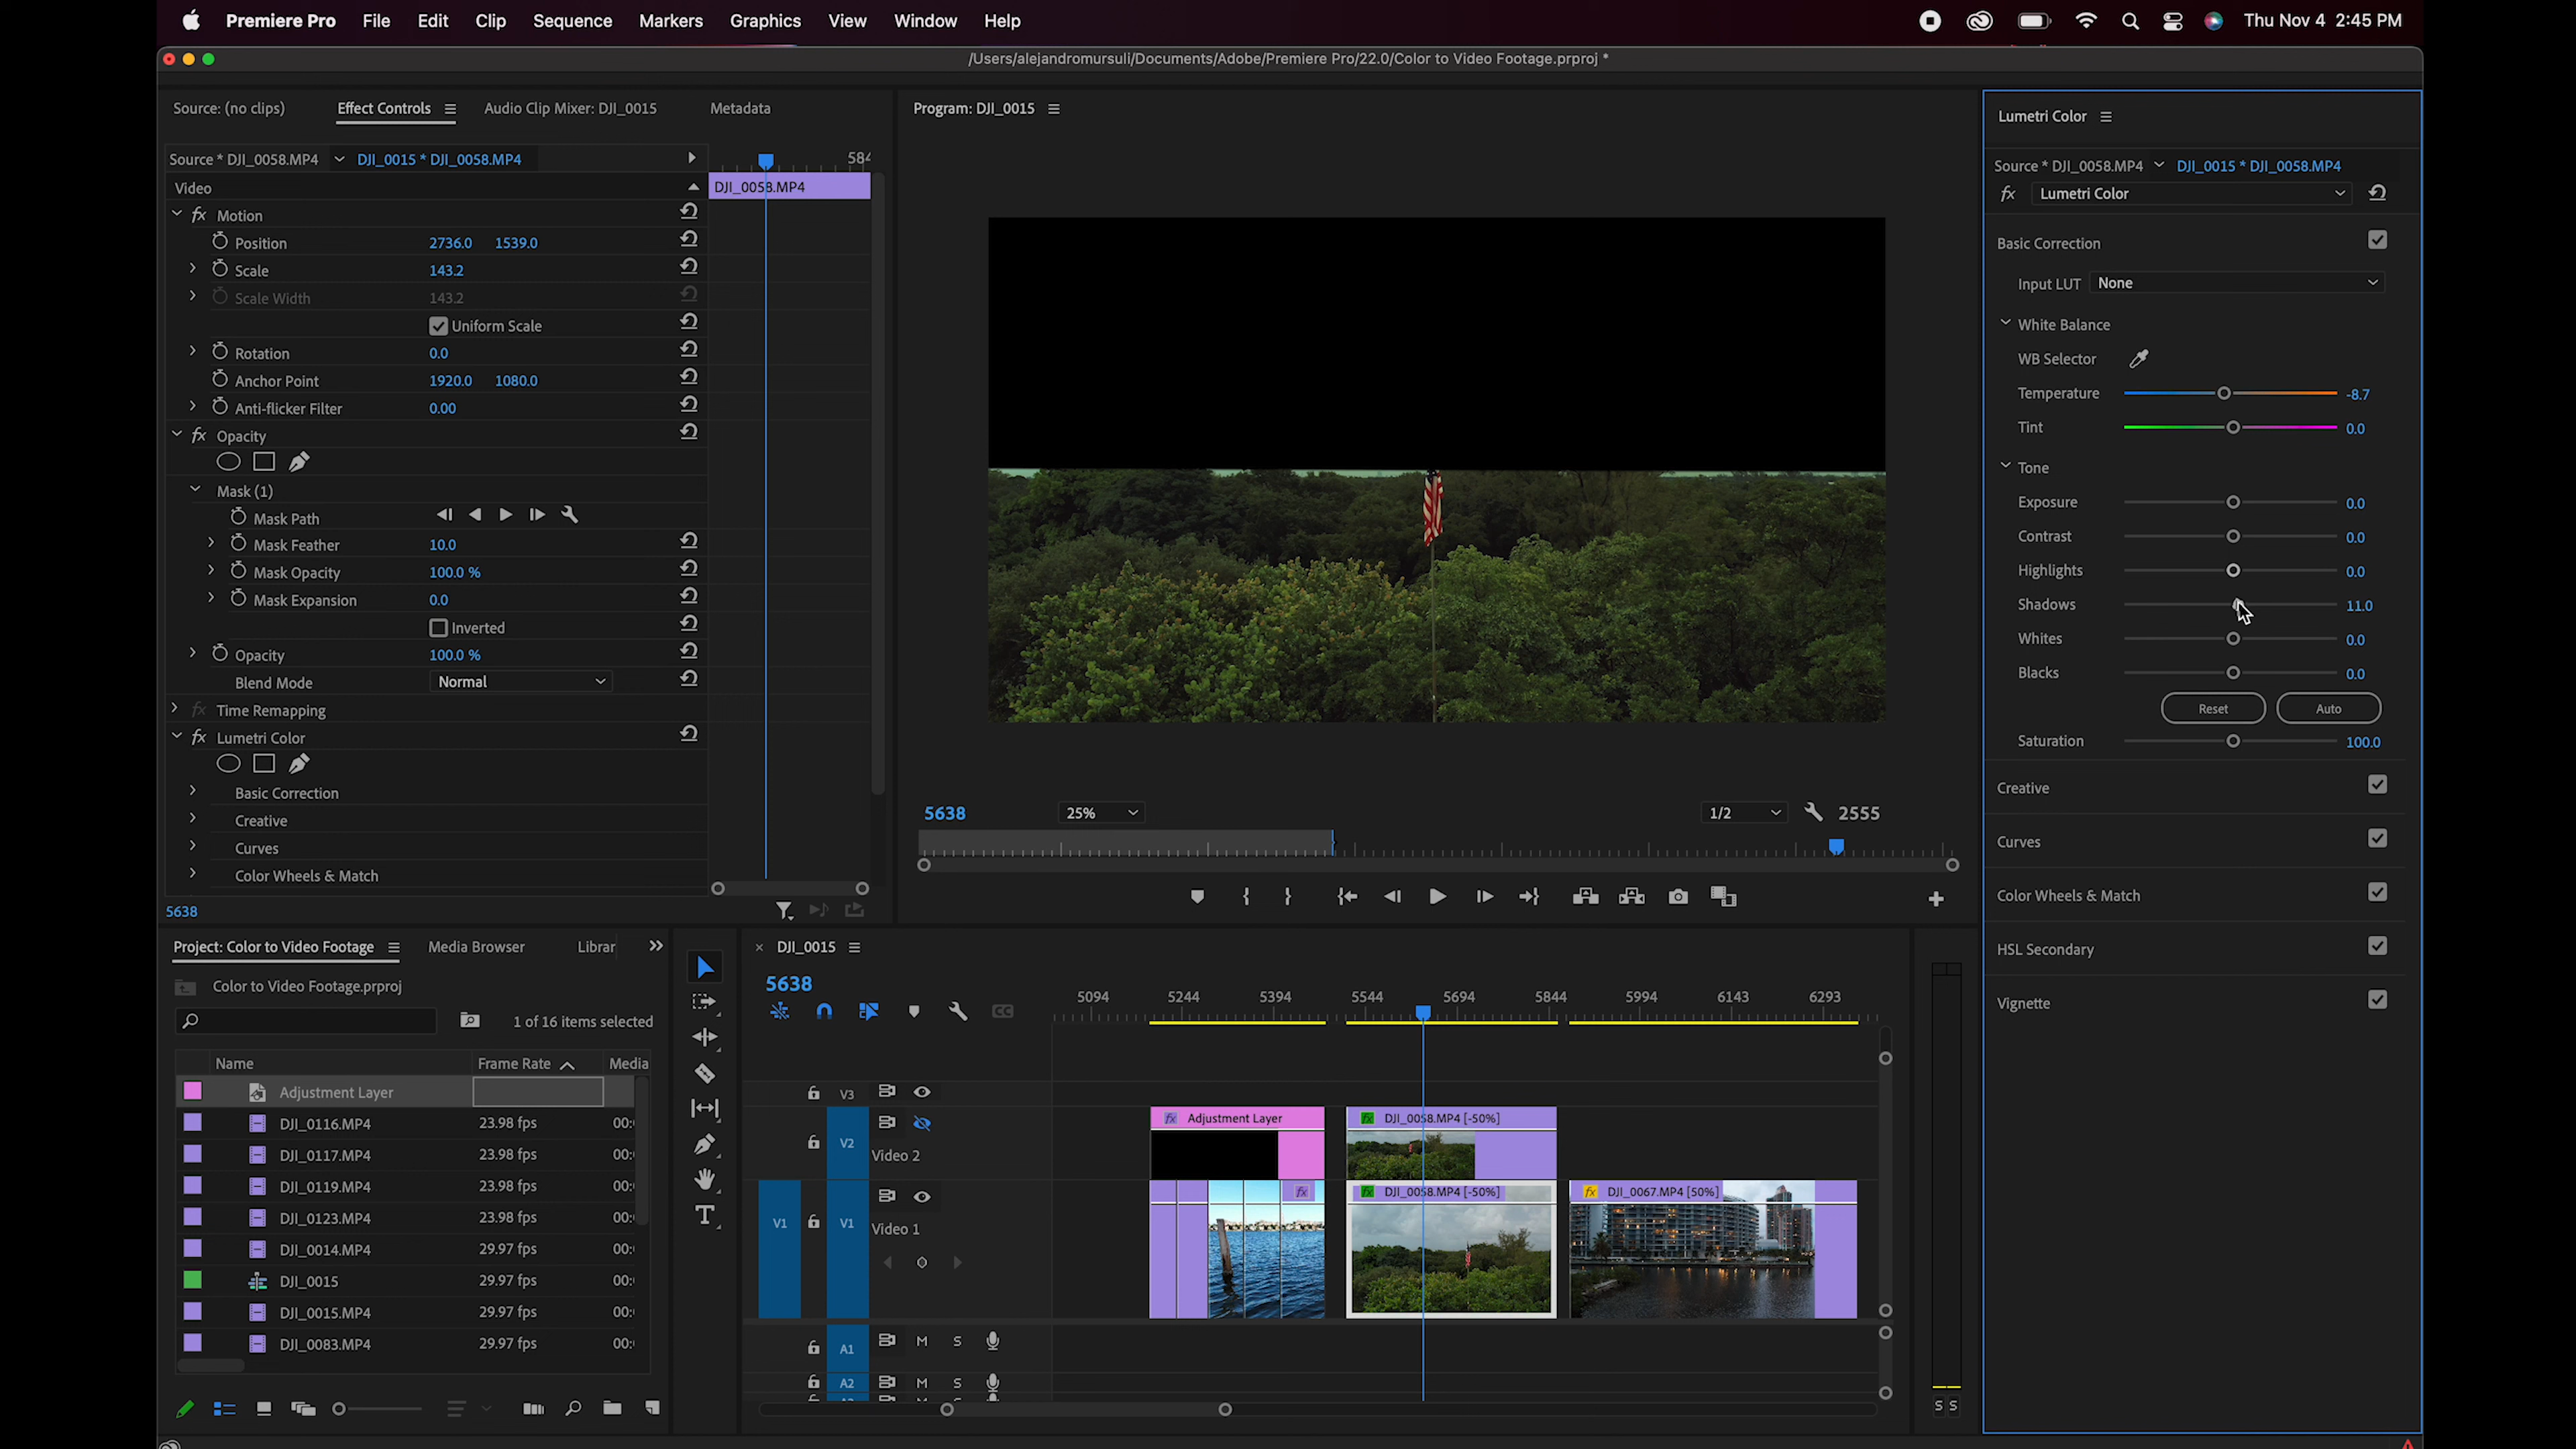 Premiere Pro File Edit Clip Sequence Markers Graphics View Window Help Thu Nov 4 2:45 PM
/Users/alejandromursuli/Documents/Adobe/Premiere Pro/22.0/Color to Video Footage.prproj *
Source: (no clips) Effect Controls Audio Clip Mixer: DJI_0015 Metadata
Source * DJI_0058.MP4 DJI_0015 * DJI_0058.MP4 584
Video DJI_0058.MP4
fx Motion
Position 2736.0 1539.0
Scale 143.2
Scale Width 143.2
Uniform Scale
Rotation 0.0
Anchor Point 1920.0 1080.0
Anti-flicker Filter 0.00
fx Opacity
Mask (1)
Mask Path
Mask Feather 10.0
Mask Opacity 100.0 %
Mask Expansion 0.0
Inverted
Opacity 100.0 %
Blend Mode Normal
fx Time Remapping
fx Lumetri Color
Basic Correction
Creative
Curves
Color Wheels & Match
5638
Program: DJI_0015
5638 25% 1/2 2555
Lumetri Color
Source * DJI_0058.MP4 DJI_0015 * DJI_0058.MP4
fx Lumetri Color
Basic Correction
Input LUT None
White Balance
WB Selector
Temperature -8.7
Tint 0.0
Tone
Exposure 0.0
Contrast 0.0
Highlights 0.0
Shadows 11.0
Whites 0.0
Blacks 0.0
Reset Auto
Saturation 100.0
Creative
Curves
Color Wheels & Match
HSL Secondary
Vignette
Project: Color to Video Footage Media Browser Librar
Color to Video Footage.prproj
1 of 16 items selected
Name Frame Rate Media
Adjustment Layer
DJI_0116.MP4 23.98 fps 00:
DJI_0117.MP4 23.98 fps 00:
DJI_0119.MP4 23.98 fps 00:
DJI_0123.MP4 23.98 fps 00:
DJI_0014.MP4 29.97 fps 00:
DJI_0015 29.97 fps 00:
DJI_0015.MP4 29.97 fps 00:
DJI_0083.MP4 29.97 fps 00:
T
DJI_0015
5638
CC
5094 5244 5394 5544 5694 5844 5994 6143 6293
V3
fx Adjustment Layer fx DJI_0058.MP4 [-50%]
V2 Video 2
fx fx DJI_0058.MP4 [-50%] fx DJI_0067.MP4 [50%]
V1 V1 Video 1
A1 M S
A2 M S
S S